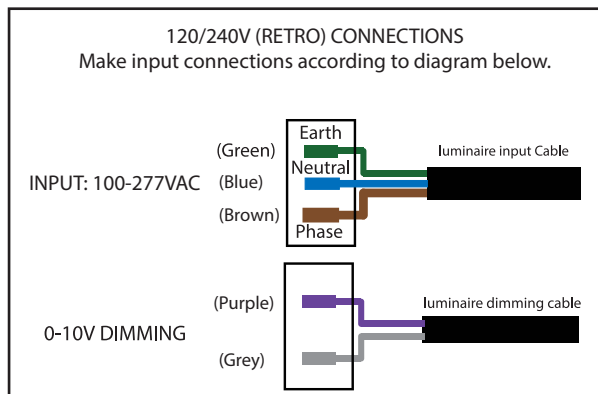 120/240V (RETRO) CONNECTIONS
Make input connections according to diagram below.
Earth
(Green)
luminaire input Cable
Neutral
INPUT: 100-277VAC
(Blue)
(Brown)
Phase
(Purple)
luminaire dimming cable
0-10V DIMMING
(Grey)